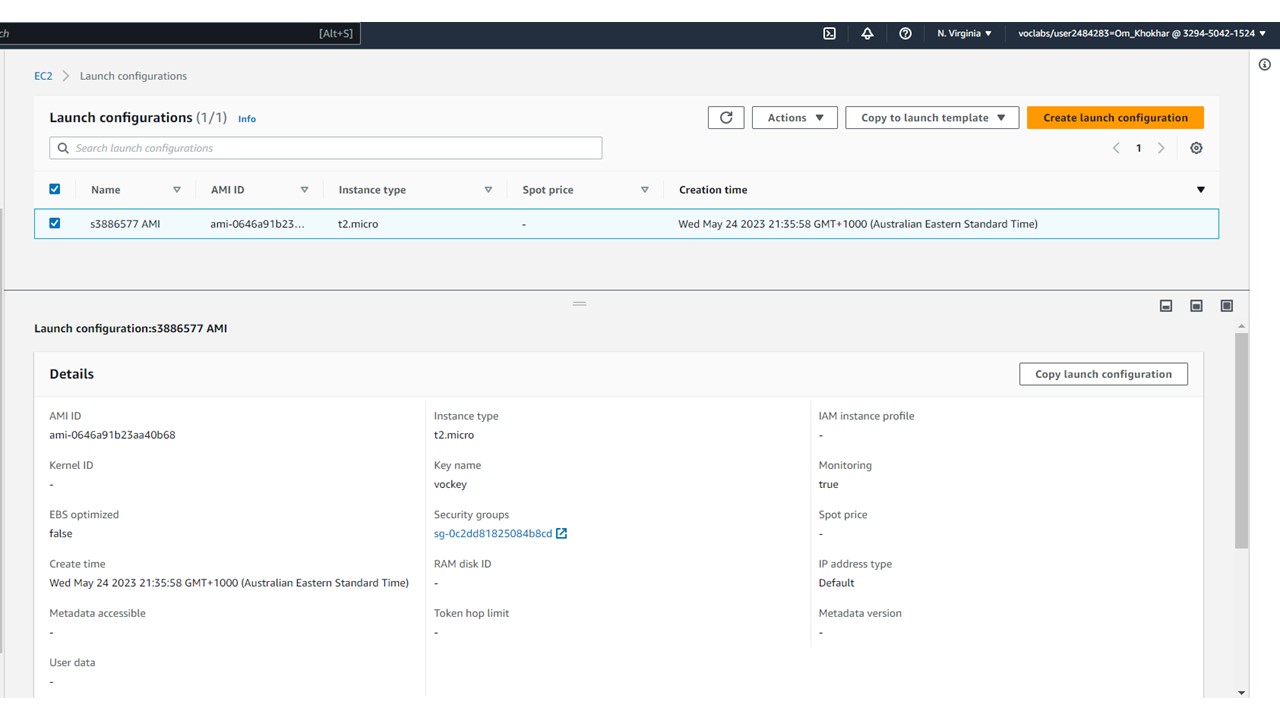 ch [Alt+S] N. Virginia voclabs/user2484283=Om_Khokhar @ 3294-5042-1524
EC2 Launch configurations
Launch configurations (1/1) Info Actions Copy to launch template Create launch configuration
Search launch configurations 1
Name AMI ID Instance type Spot price Creation time
s3886577 AMI ami-0646a91b23... t2.micro - Wed May 24 2023 21:35:58 GMT+1000 (Australian Eastern Standard Time)
Launch configuration:s3886577 AMI
Details Copy launch configuration
AMI ID Instance type IAM instance profile
ami-0646a91b23aa40b68 t2.micro -
Kernel ID Key name Monitoring
- vockey true
EBS optimized Security groups Spot price
false sg-0c2dd81825084b8cd -
Create time RAM disk ID IP address type
Wed May 24 2023 21:35:58 GMT+1000 (Australian Eastern Standard Time) - Default
Metadata accessible Token hop limit Metadata version
- - -
User data
-